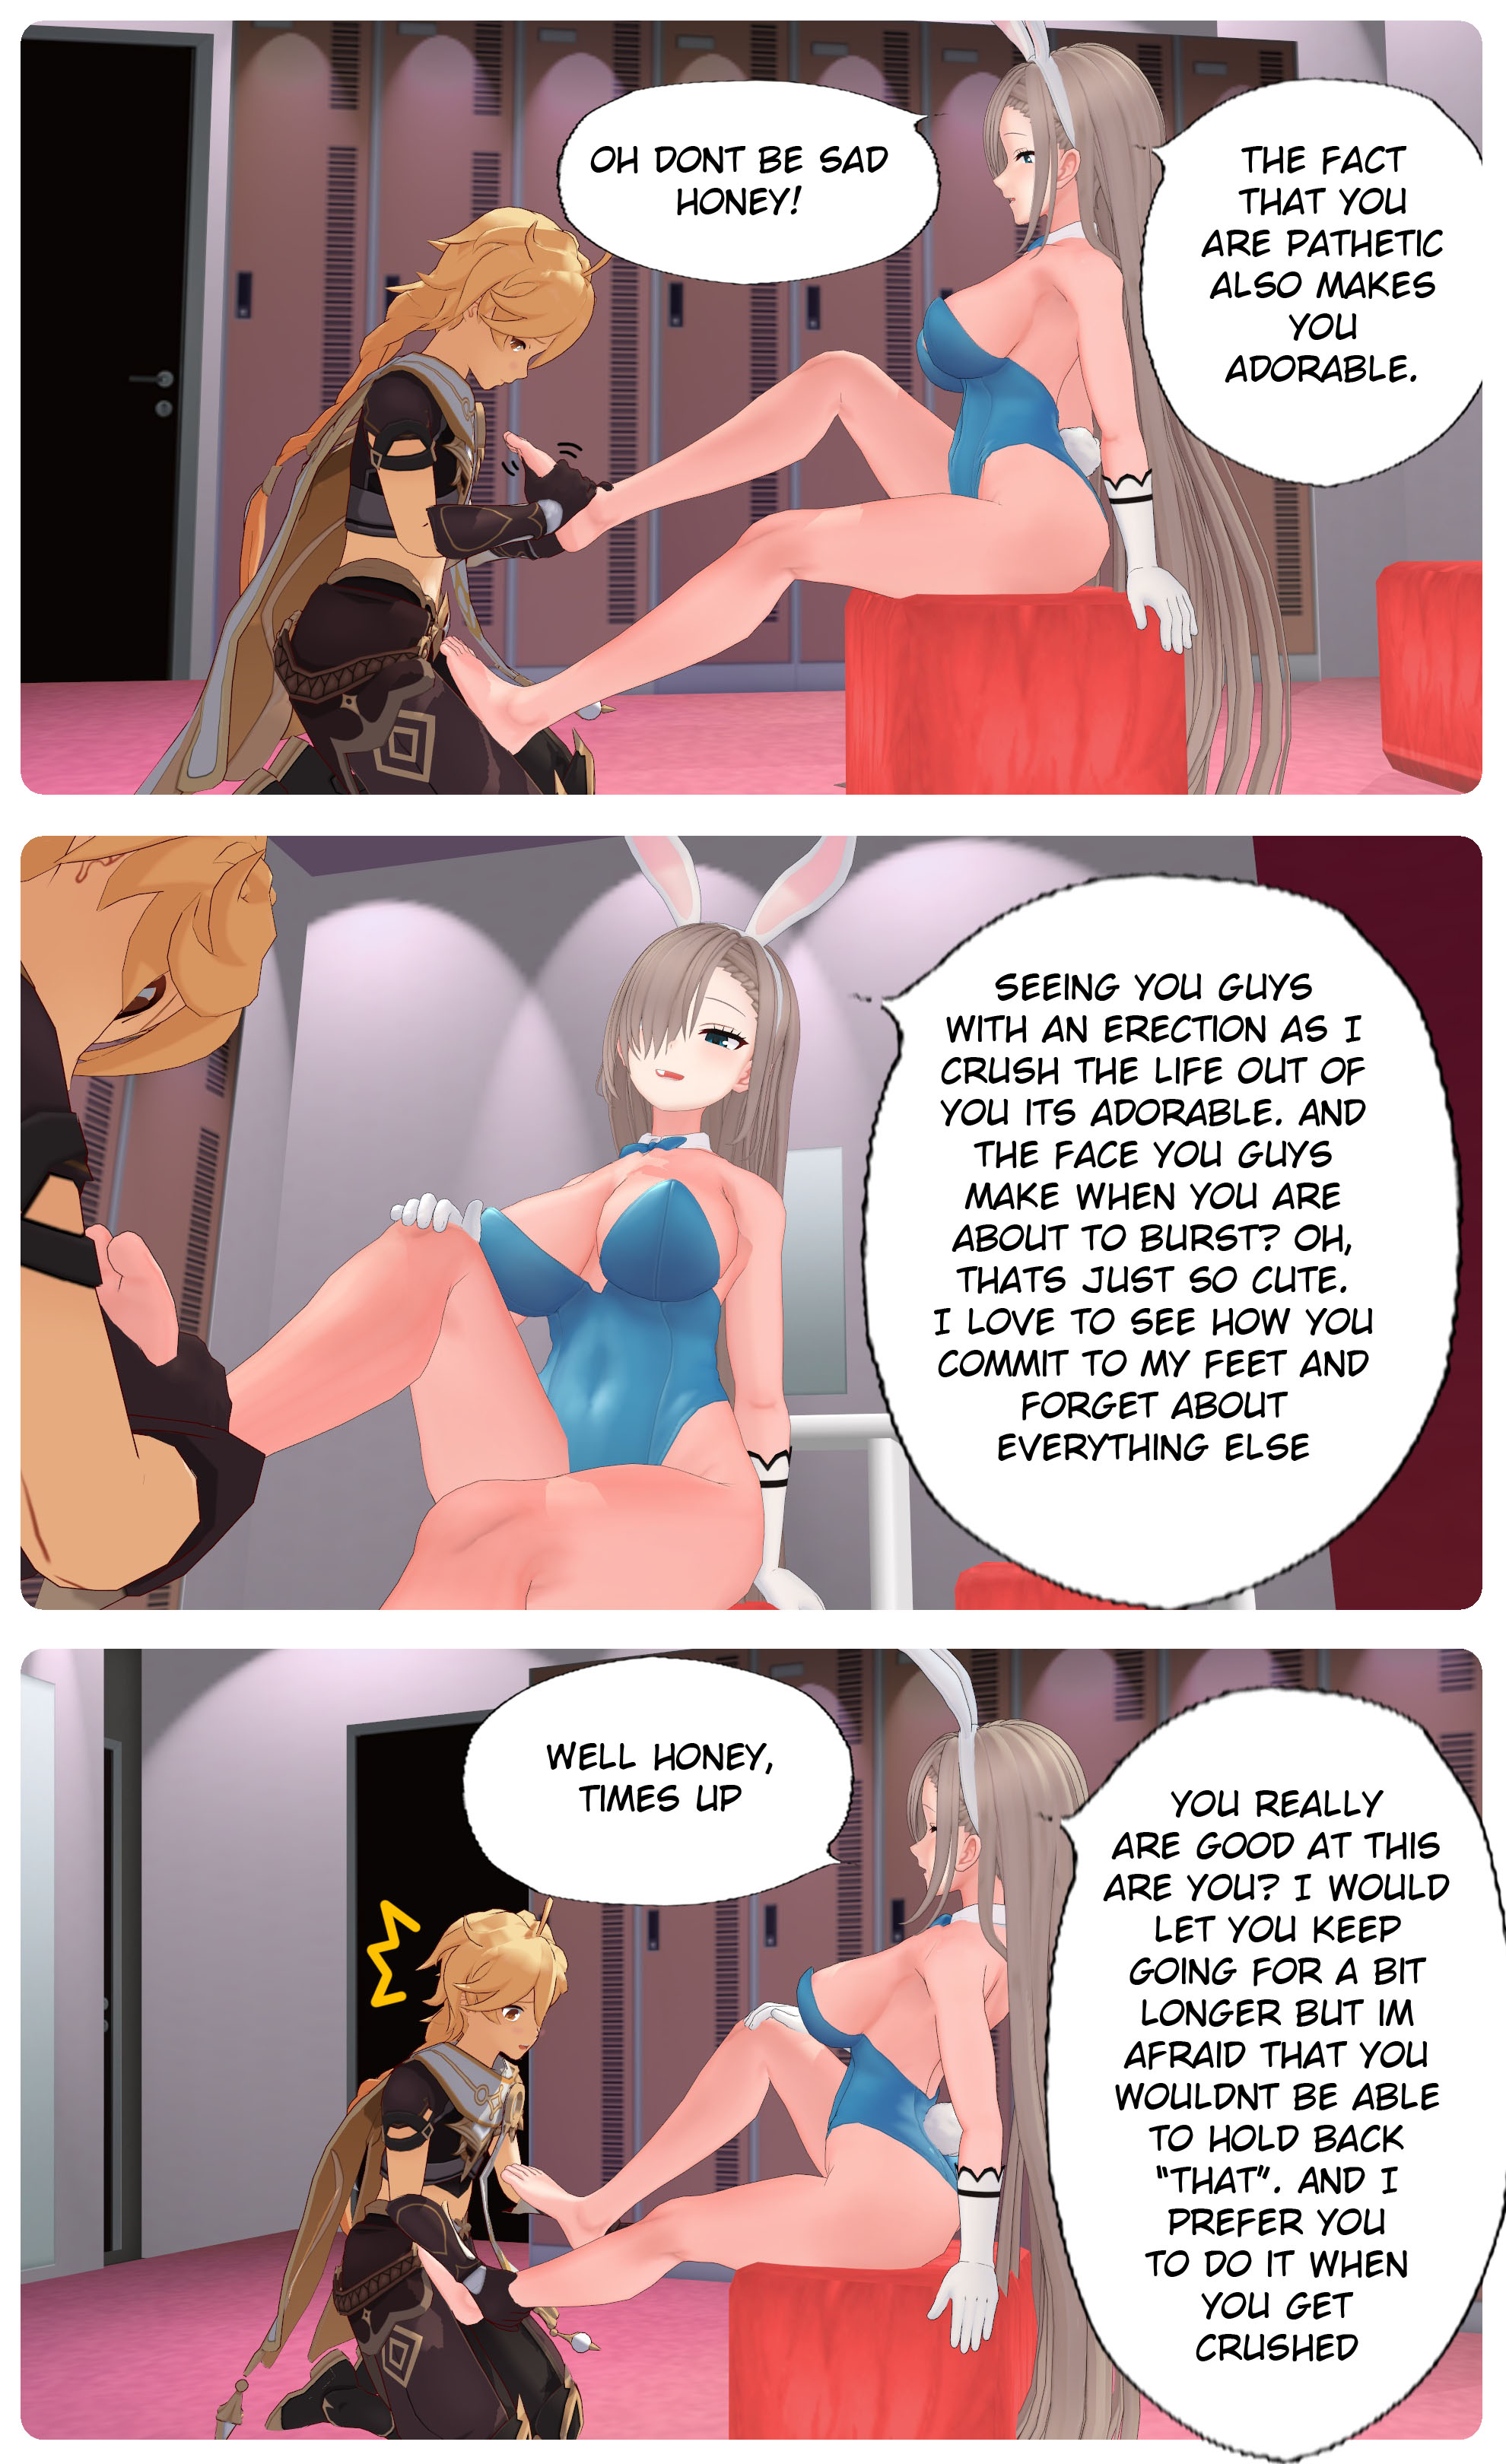 OH DONT BE SAD
HONEY!
THE FACT
THAT YOU
ARE PATHETIC
ALSO MAKES
YOU
ADORABLE.
SEEING YOU GUYS
WITH AN ERECTION AS I
CRUSH THE LIFE OUT OF
YOU ITS ADORABLE. AND
THE FACE YOU GUYS
MAKE WHEN YOU ARE
ABOUT TO BURST? OH,
THATS JUST SO CUTE.
I LOVE TO SEE HOW YOU
COMMIT TO MY FEET AND
FORGET ABOUT
EVERYTHING ELSE
WELL HONEY,
TIMES UP
YOU REALLY
ARE GOOD AT THIS
ARE YOU? I WOULD
LET YOU KEEP
GOING FOR A BIT
LONGER BUT IM
AFRAID THAT YOU
WOULDNT BE ABLE
TO HOLD BACK
"THAT". AND I
PREFER YOU
TO DO IT WHEN
YOU GET
CRUSHED